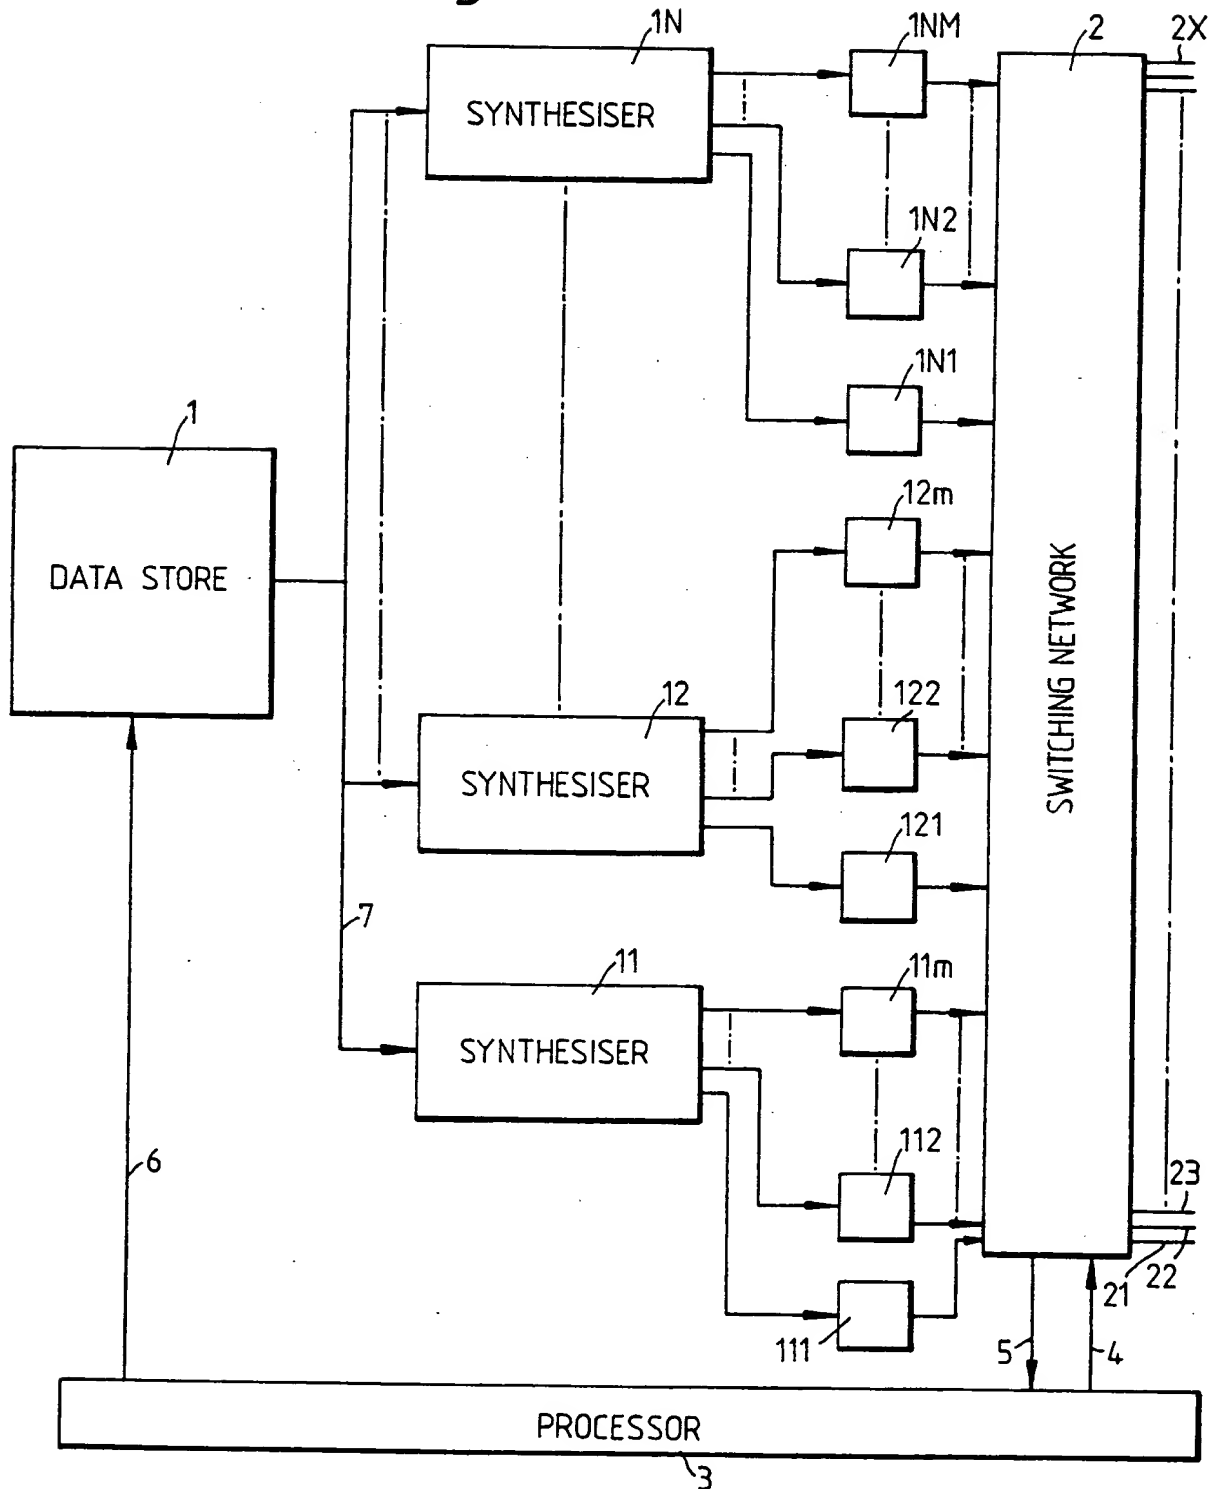 1N
1NM
2
2X
SYNTHESISER
1N2
1N1
1
12m
DATA STORE
SWITCHING NETWORK
12
122
SYNTHESISER
121
7
11
11m
SYNTHESISER
112
6
23
22
21
111
5
4
PROCESSOR
3